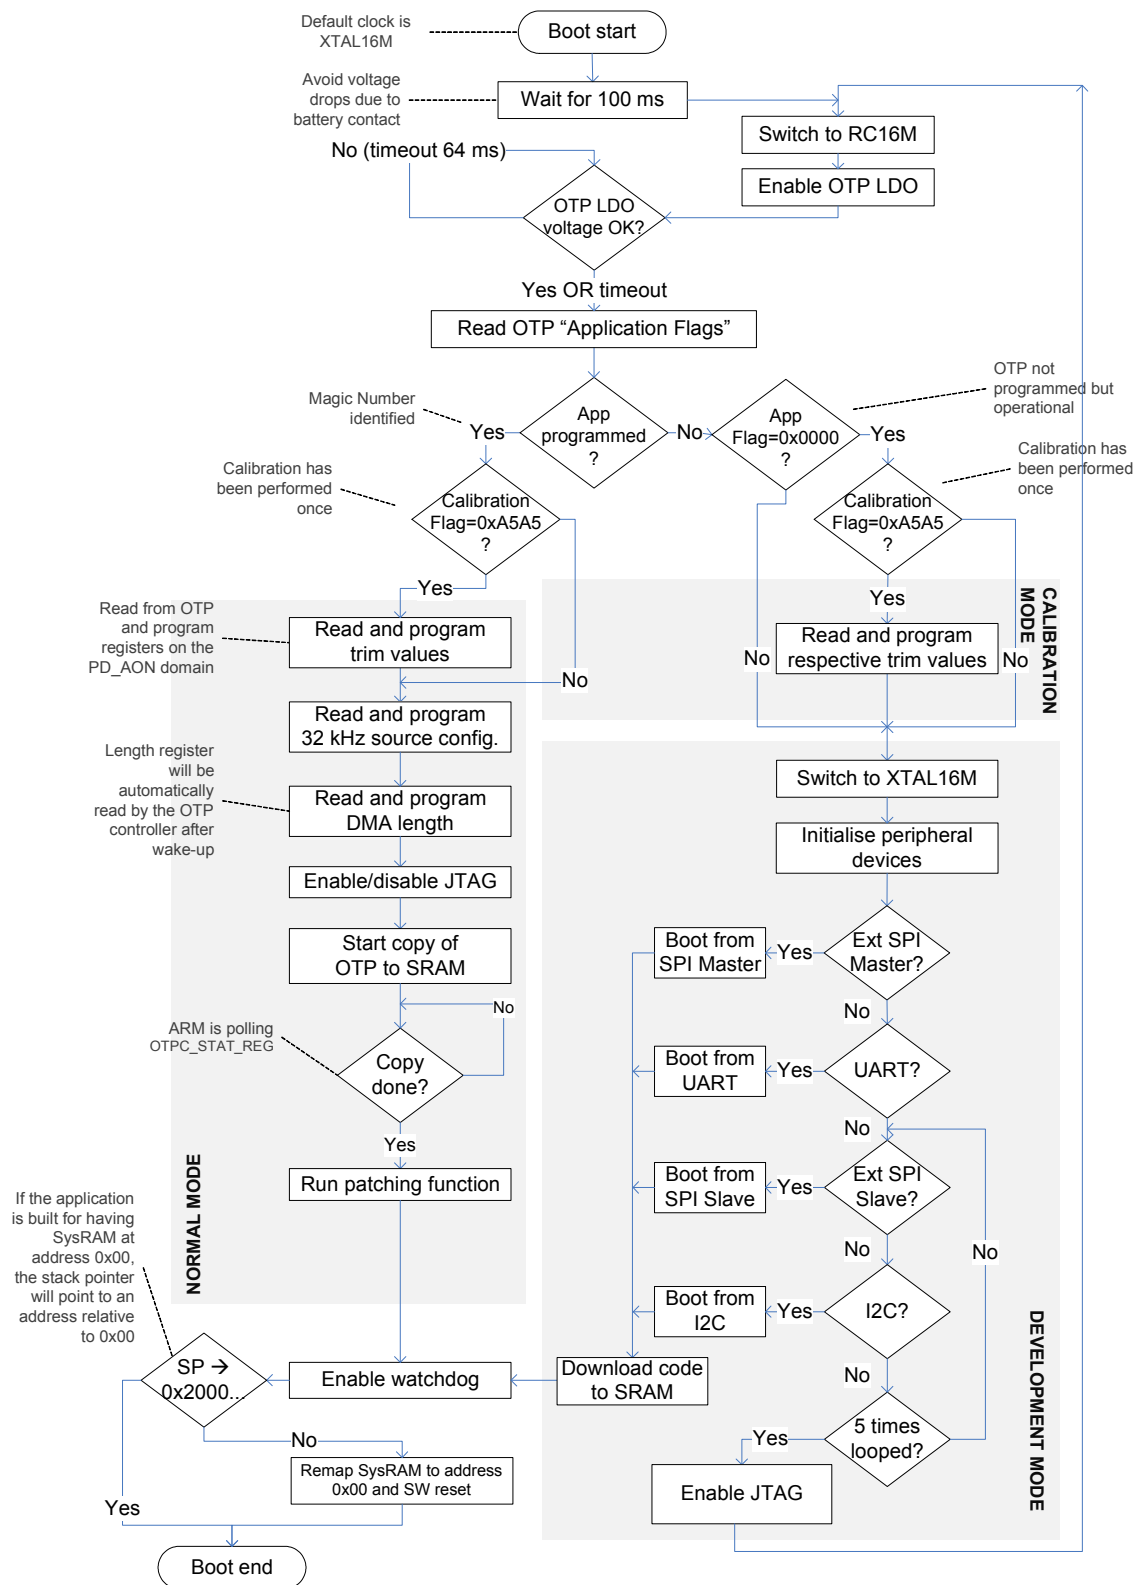 Default clock is
XTAL16M
Boot start
Avoid voltage
drops due to
battery contact
Wait for 100 ms
Switch to RC16M
No (timeout 64 ms)
Enable OTP LDO
OTP LDO
voltage OK?
Yes OR timeout
Read OTP “Application Flags”
OTP not
programmed but
operational
Magic Number
identified
Yes
App
programmed
?
No
App
Flag=0x0000
?
Yes
Calibration has
been performed
once
Calibration has
been performed
once
Calibration
Flag=0xA5A5
?
Calibration
Flag=0xA5A5
?
Yes
Yes
CALIBRATION
MODE
Read from OTP
and program
registers on the
PD_AON domain
Read and program
trim values
Read and program
respective trim values
No
No
No
Read and program
32 kHz source config.
Length register
will be
automatically
read by the OTP
controller after
wake-up
Read and program
DMA length
Switch to XTAL16M
Initialise peripheral
devices
Enable/disable JTAG
Start copy of
OTP to SRAM
Boot from
SPI Master
Yes
Ext SPI
Master?
No
No
ARM is polling
OTPC_STAT_REG
Copy
done?
Boot from
UART
Yes
UART?
No
Yes
NORMAL MODE
Run patching function
Boot from
SPI Slave
Yes
Ext SPI
Slave?
No
No
If the application
is built for having
SysRAM at
address 0x00,
the stack pointer
will point to an
address relative
to 0x00
Boot from
I2C
Yes
I2C?
DEVELOPMENT MODE
SP →
0x2000...
Enable watchdog
Download code
to SRAM
No
No
Yes
5 times
looped?
Remap SysRAM to address
0x00 and SW reset
Enable JTAG
Yes
Boot end